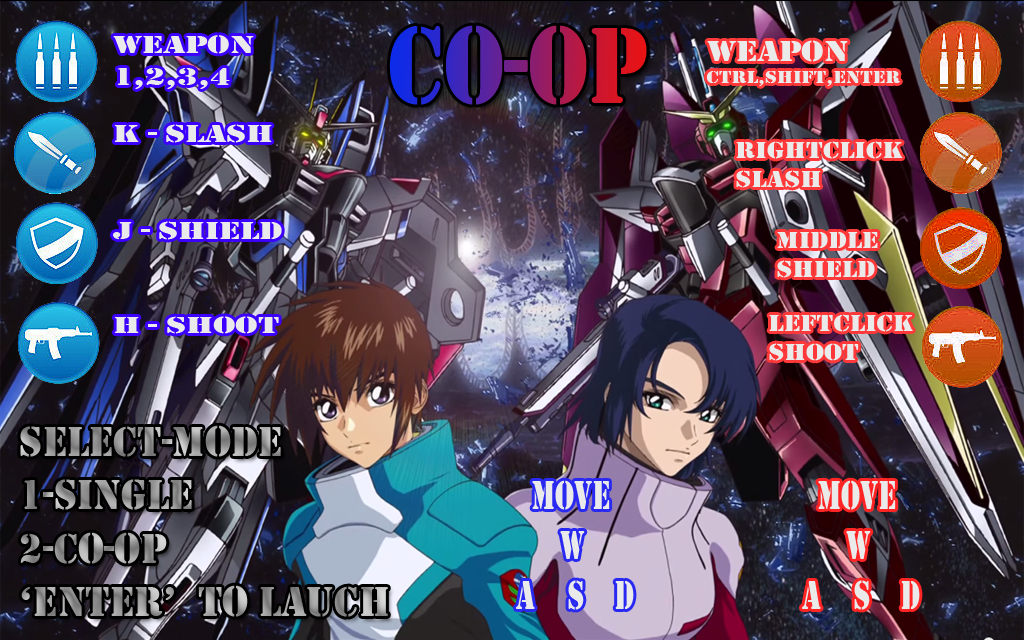 CO-OP
WEAPON
1,2,3,4
K - SLASH
J - SHIELD
H - SHOOT
WEAPON
CTRL,SHIFT,ENTER
RIGHTCLICK
SLASH
MIDDLE
SHIELD
LEFTCLICK
SHOOT
SELECT-MODE
1-SINGLE
2-CO-OP
'ENTER' TO LAUCH
MOVE
W
A S D
MOVE
W
A S D